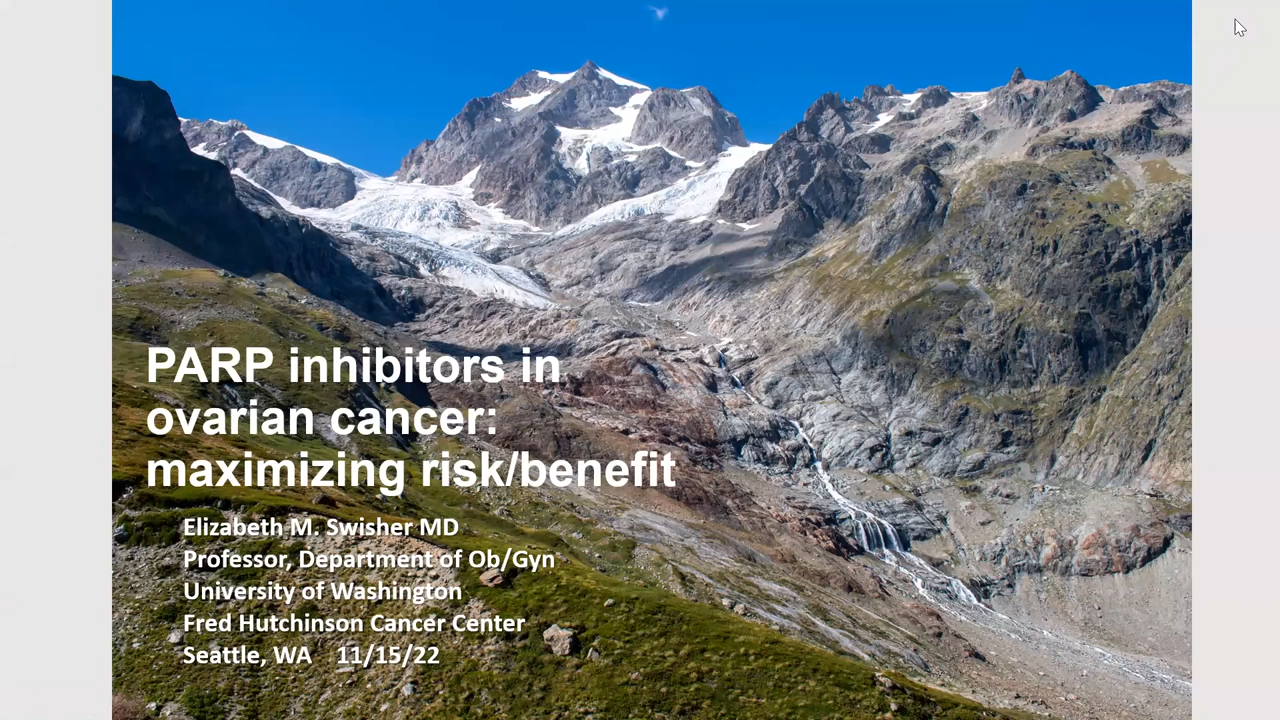 PARP inhibitors in
ovarian cancer:
maximizing risk/benefit
Elizabeth M. Swisher MD
Professor, Department of Ob/Gyn
University of Washington
Fred Hutchinson Cancer Center
Seattle, WA 11/15/22